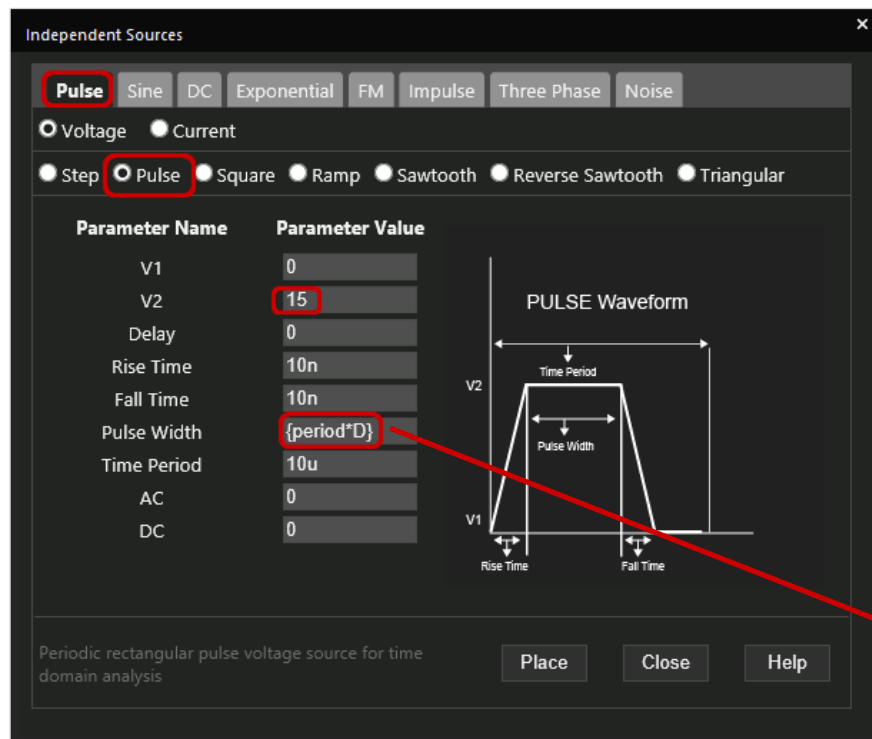 Independent Sources
×
Pulse Sine DC Exponential FM Impulse Three Phase Noise
Voltage Current
Step Pulse Square Ramp Sawtooth Reverse Sawtooth Triangular
Parameter Name Parameter Value
V1 0
V2 15
Delay 0
Rise Time 10n
Fall Time 10n
Pulse Width {period*D}
Time Period 10u
AC 0
DC 0
PULSE Waveform
Time Period
V2
Pulse Width
V1
Rise Time Fall Time
Periodic rectangular pulse voltage source for time
domain analysis
Place Close Help